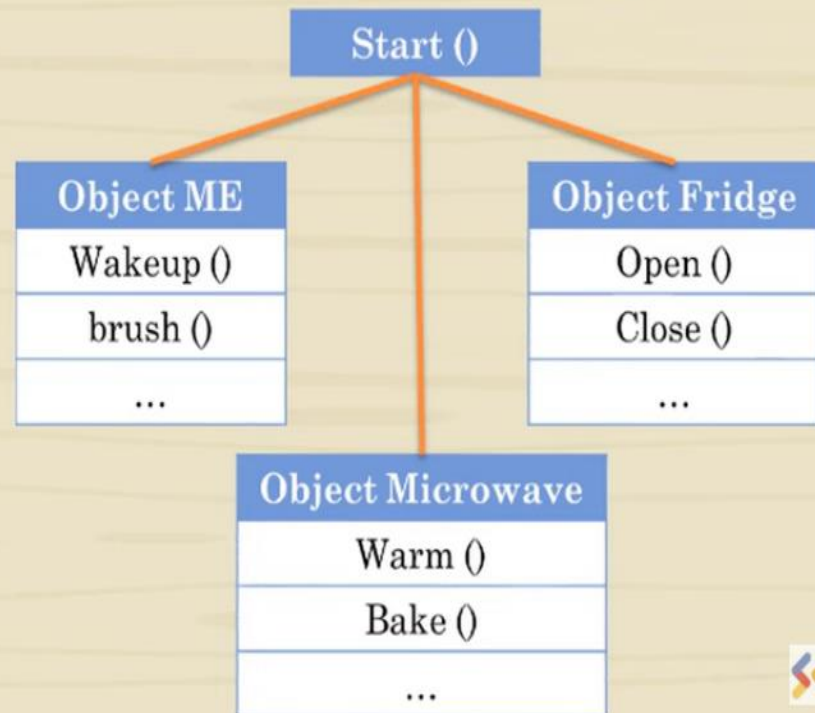 Start ()
Object ME
Wakeup ()
brush ()
...
Object Fridge
Open ()
Close ()
...
Object Microwave
Warm ()
Bake ()
...